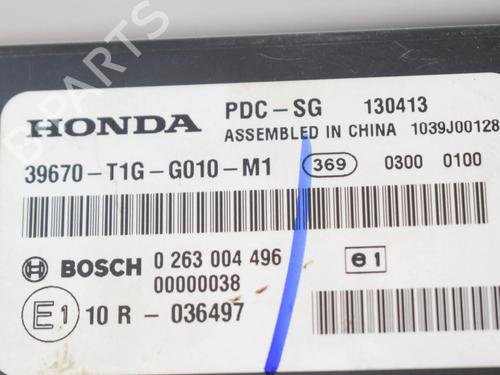 HONDA PDC-SG 130413
ASSEMBLED IN CHINA 1039J00128
39670-T1G-G010-M1 369 0300 0100
BOSCH 0 263 004 496 e1
00000038
E1 10 R - 036497